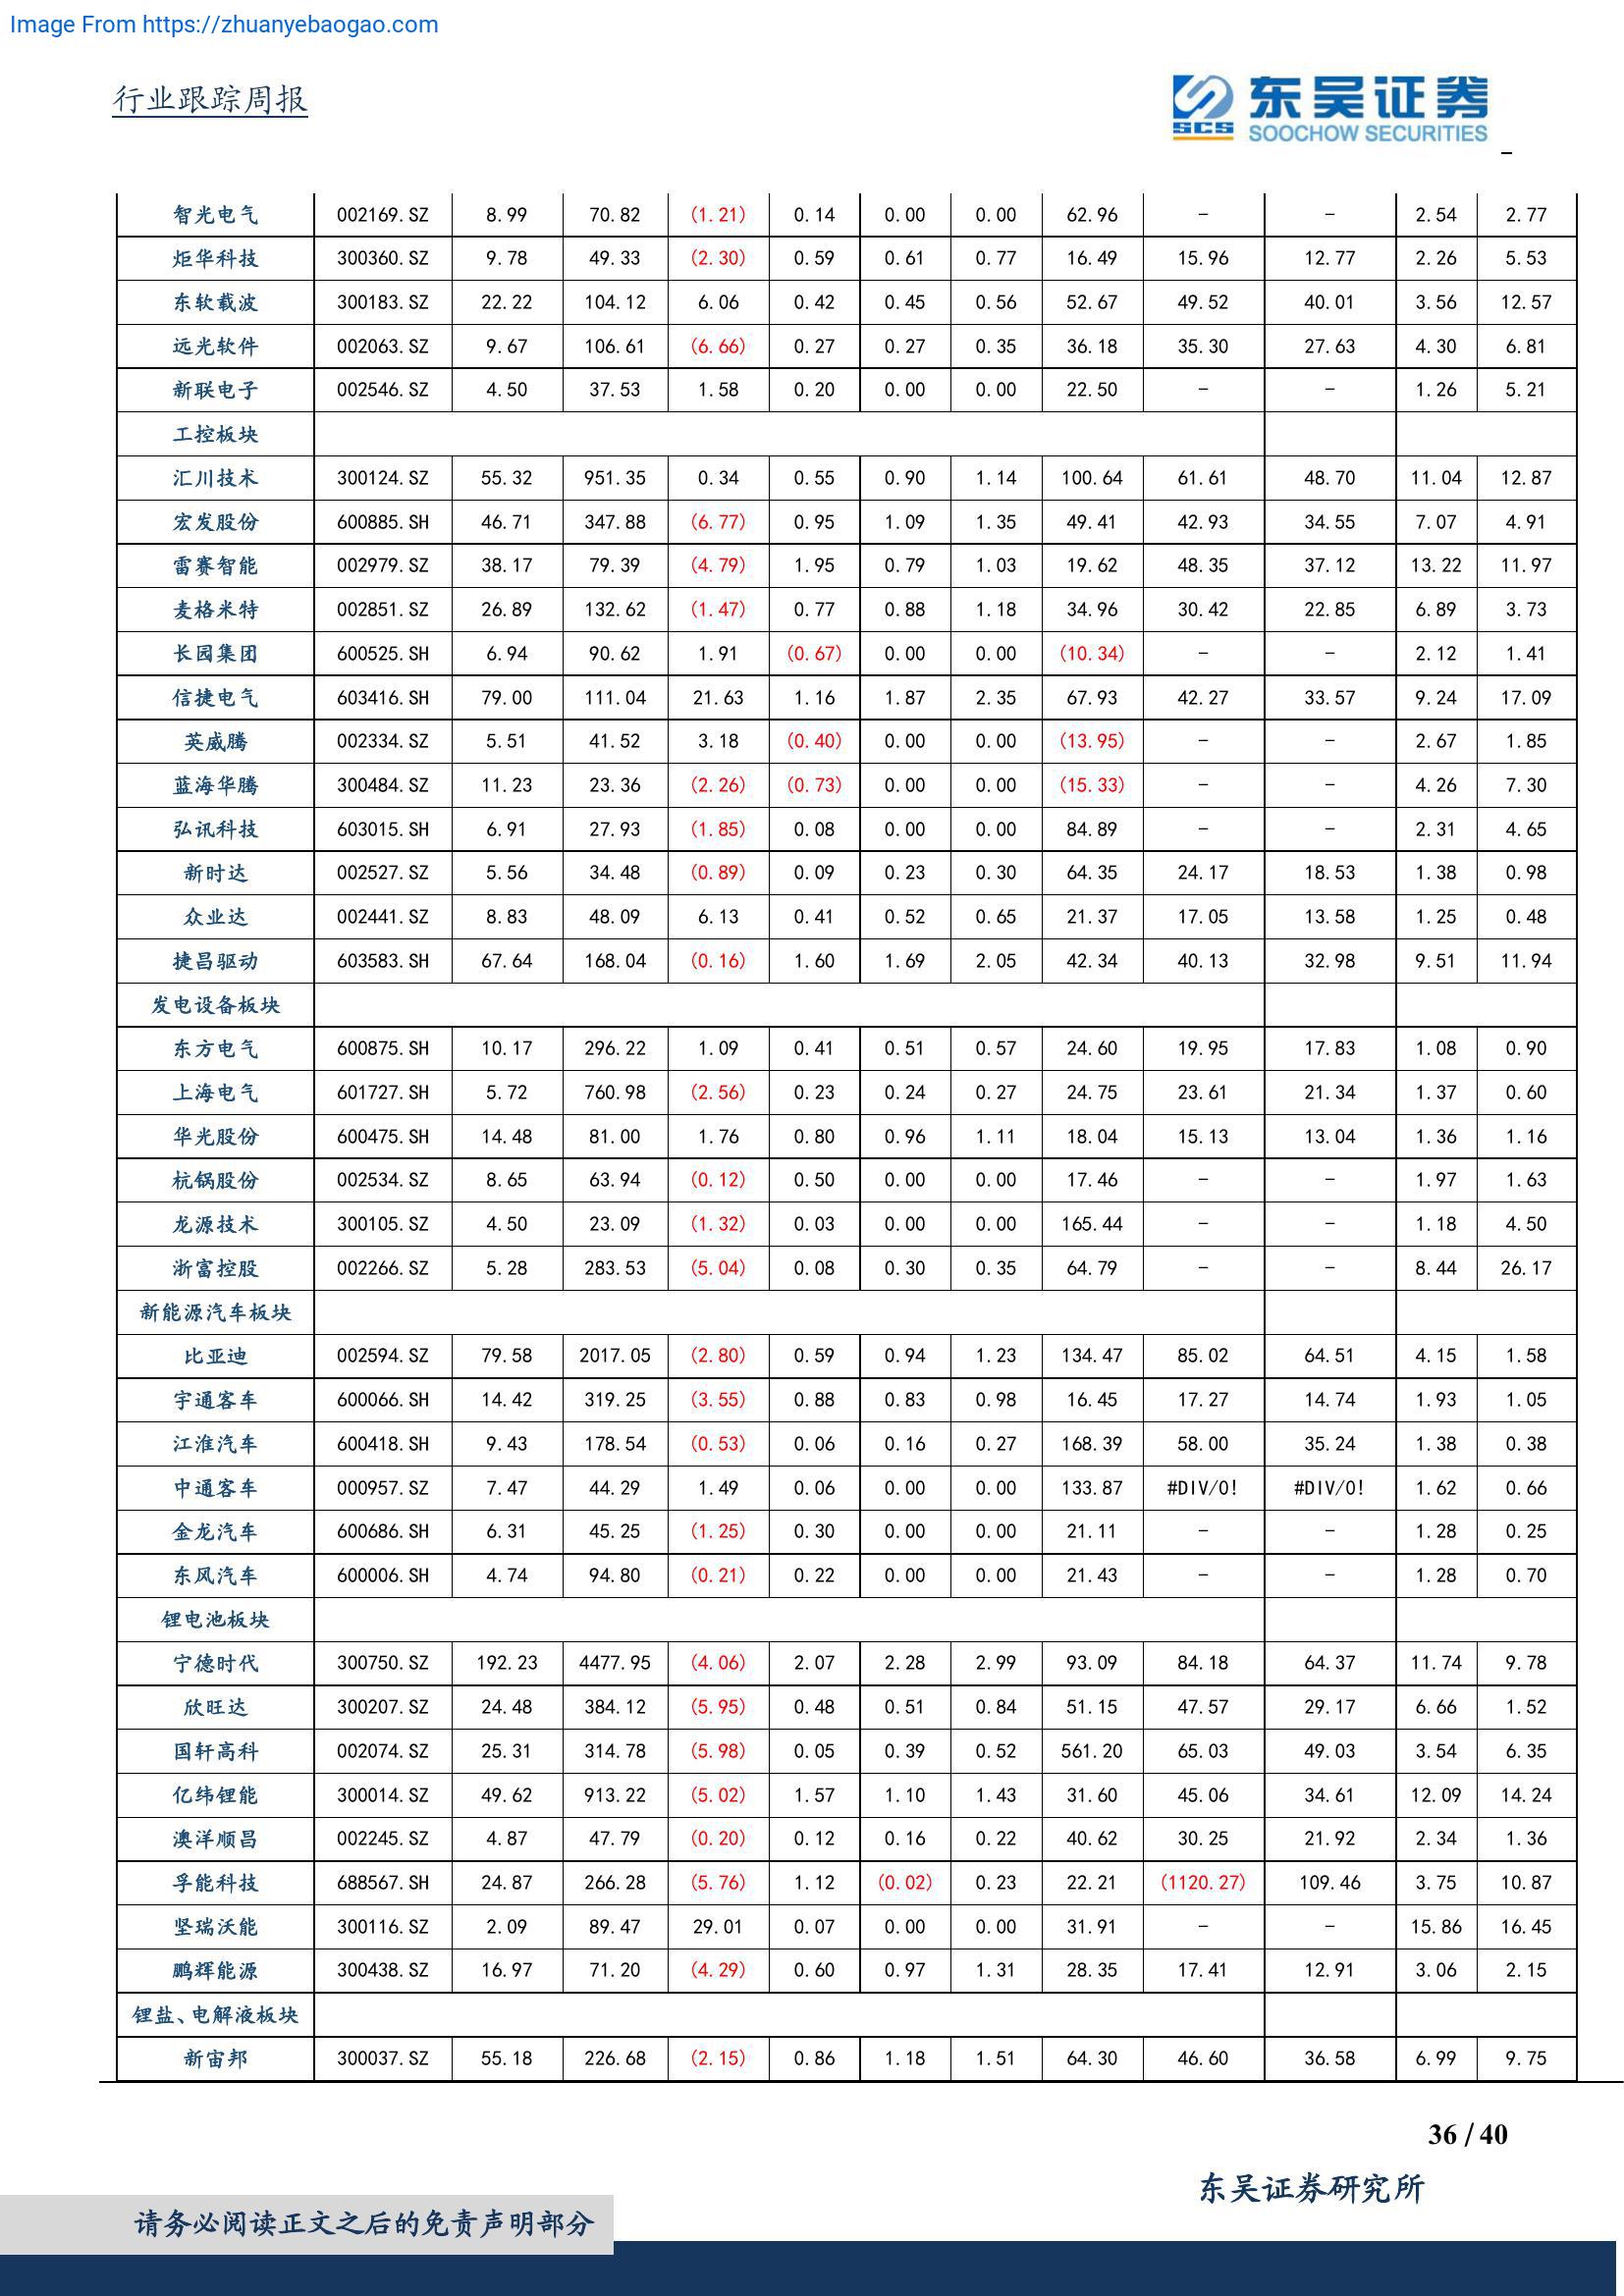 Image From https://zhuanyebaogao.com
行业跟踪周报
东吴证券
SCS
SOOCHOW SECURITIES
智光电气 002169.SZ 8.99 70.82 (1.21) 0.14 0.00 0.00 62.96 - - 2.54 2.77
炬华科技 300360.SZ 9.78 49.33 (2.30) 0.59 0.61 0.77 16.49 15.96 12.77 2.26 5.53
东软载波 300183.SZ 22.22 104.12 6.06 0.42 0.45 0.56 52.67 49.52 40.01 3.56 12.57
远光软件 002063.SZ 9.67 106.61 (6.66) 0.27 0.27 0.35 36.18 35.30 27.63 4.30 6.81
新联电子 002546.SZ 4.50 37.53 1.58 0.20 0.00 0.00 22.50 - - 1.26 5.21
工控板块
汇川技术 300124.SZ 55.32 951.35 0.34 0.55 0.90 1.14 100.64 61.61 48.70 11.04 12.87
宏发股份 600885.SH 46.71 347.88 (6.77) 0.95 1.09 1.35 49.41 42.93 34.55 7.07 4.91
雷赛智能 002979.SZ 38.17 79.39 (4.79) 1.95 0.79 1.03 19.62 48.35 37.12 13.22 11.97
麦格米特 002851.SZ 26.89 132.62 (1.47) 0.77 0.88 1.18 34.96 30.42 22.85 6.89 3.73
长园集团 600525.SH 6.94 90.62 1.91 (0.67) 0.00 0.00 (10.34) - - 2.12 1.41
信捷电气 603416.SH 79.00 111.04 21.63 1.16 1.87 2.35 67.93 42.27 33.57 9.24 17.09
英威腾 002334.SZ 5.51 41.52 3.18 (0.40) 0.00 0.00 (13.95) - - 2.67 1.85
蓝海华腾 300484.SZ 11.23 23.36 (2.26) (0.73) 0.00 0.00 (15.33) - - 4.26 7.30
弘讯科技 603015.SH 6.91 27.93 (1.85) 0.08 0.00 0.00 84.89 - - 2.31 4.65
新时达 002527.SZ 5.56 34.48 (0.89) 0.09 0.23 0.30 64.35 24.17 18.53 1.38 0.98
众业达 002441.SZ 8.83 48.09 6.13 0.41 0.52 0.65 21.37 17.05 13.58 1.25 0.48
捷昌驱动 603583.SH 67.64 168.04 (0.16) 1.60 1.69 2.05 42.34 40.13 32.98 9.51 11.94
发电设备板块
东方电气 600875.SH 10.17 296.22 1.09 0.41 0.51 0.57 24.60 19.95 17.83 1.08 0.90
上海电气 601727.SH 5.72 760.98 (2.56) 0.23 0.24 0.27 24.75 23.61 21.34 1.37 0.60
华光股份 600475.SH 14.48 81.00 1.76 0.80 0.96 1.11 18.04 15.13 13.04 1.36 1.16
杭锅股份 002534.SZ 8.65 63.94 (0.12) 0.50 0.00 0.00 17.46 - - 1.97 1.63
龙源技术 300105.SZ 4.50 23.09 (1.32) 0.03 0.00 0.00 165.44 - - 1.18 4.50
浙富控股 002266.SZ 5.28 283.53 (5.04) 0.08 0.30 0.35 64.79 - - 8.44 26.17
新能源汽车板块
比亚迪 002594.SZ 79.58 2017.05 (2.80) 0.59 0.94 1.23 134.47 85.02 64.51 4.15 1.58
宇通客车 600066.SH 14.42 319.25 (3.55) 0.88 0.83 0.98 16.45 17.27 14.74 1.93 1.05
江淮汽车 600418.SH 9.43 178.54 (0.53) 0.06 0.16 0.27 168.39 58.00 35.24 1.38 0.38
中通客车 000957.SZ 7.47 44.29 1.49 0.06 0.00 0.00 133.87 #DIV/0! #DIV/0! 1.62 0.66
金龙汽车 600686.SH 6.31 45.25 (1.25) 0.30 0.00 0.00 21.11 - - 1.28 0.25
东风汽车 600006.SH 4.74 94.80 (0.21) 0.22 0.00 0.00 21.43 - - 1.28 0.70
锂电池板块
宁德时代 300750.SZ 192.23 4477.95 (4.06) 2.07 2.28 2.99 93.09 84.18 64.37 11.74 9.78
欣旺达 300207.SZ 24.48 384.12 (5.95) 0.48 0.51 0.84 51.15 47.57 29.17 6.66 1.52
国轩高科 002074.SZ 25.31 314.78 (5.98) 0.05 0.39 0.52 561.20 65.03 49.03 3.54 6.35
亿纬锂能 300014.SZ 49.62 913.22 (5.02) 1.57 1.10 1.43 31.60 45.06 34.61 12.09 14.24
澳洋顺昌 002245.SZ 4.87 47.79 (0.20) 0.12 0.16 0.22 40.62 30.25 21.92 2.34 1.36
孚能科技 688567.SH 24.87 266.28 (5.76) 1.12 (0.02) 0.23 22.21 (1120.27) 109.46 3.75 10.87
坚瑞沃能 300116.SZ 2.09 89.47 29.01 0.07 0.00 0.00 31.91 - - 15.86 16.45
鹏辉能源 300438.SZ 16.97 71.20 (4.29) 0.60 0.97 1.31 28.35 17.41 12.91 3.06 2.15
锂盐、电解液板块
新宙邦 300037.SZ 55.18 226.68 (2.15) 0.86 1.18 1.51 64.30 46.60 36.58 6.99 9.75
36 / 40
东吴证券研究所
请务必阅读正文之后的免责声明部分